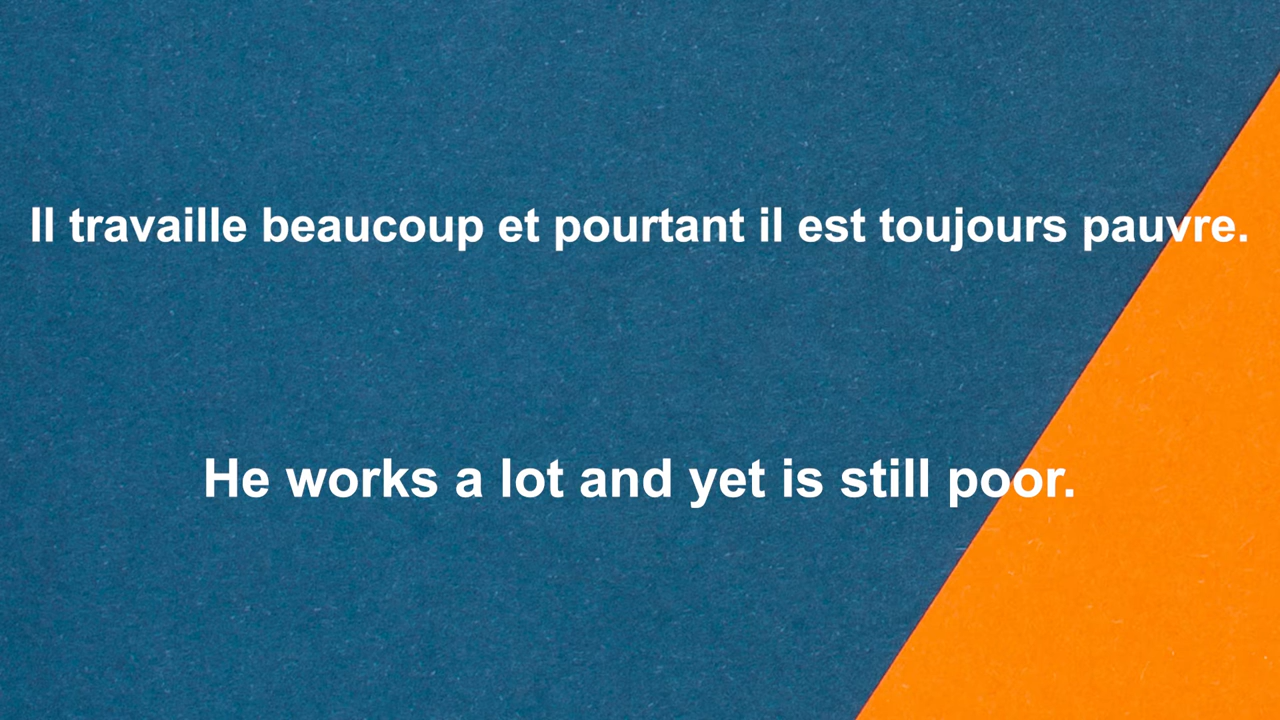 Il travaille beaucoup et pourtant il est toujours pauvre.
He works a lot and yet is still poor.